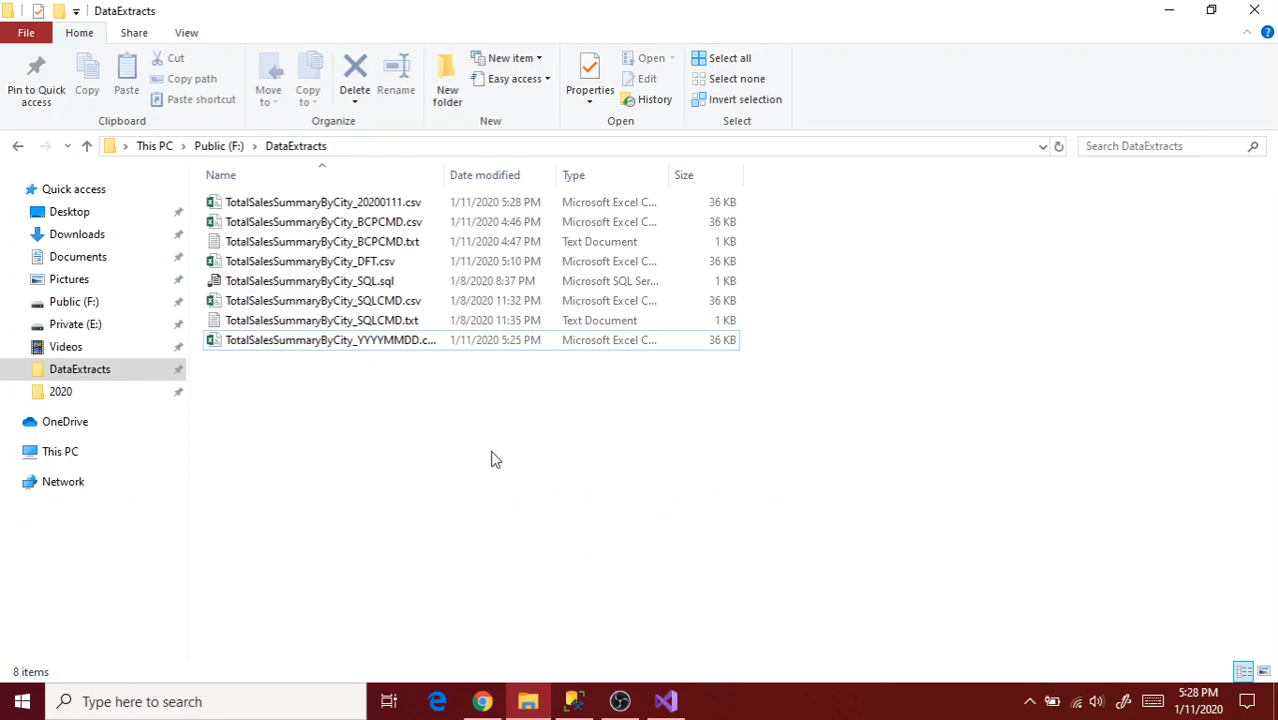 DataExtracts
File Home Share View
Pin to Quick access
Copy
Paste
Cut
Copy path
Paste shortcut
Clipboard
Move to
Copy to
Delete
Rename
Organize
New folder
New item
Easy access
New
Properties
Open
Edit
History
Open
Select all
Select none
Invert selection
Select
This PC > Public (F:) > DataExtracts
Search DataExtracts
Name Date modified Type Size
TotalSalesSummaryByCity_20200111.csv 1/11/2020 5:28 PM Microsoft Excel C... 36 KB
TotalSalesSummaryByCity_BCPCMD.csv 1/11/2020 4:46 PM Microsoft Excel C... 36 KB
TotalSalesSummaryByCity_BCPCMD.txt 1/11/2020 4:47 PM Text Document 1 KB
TotalSalesSummaryByCity_DFT.csv 1/11/2020 5:10 PM Microsoft Excel C... 36 KB
TotalSalesSummaryByCity_SQL.sql 1/8/2020 8:37 PM Microsoft SQL Ser... 1 KB
TotalSalesSummaryByCity_SQLCMD.csv 1/8/2020 11:32 PM Microsoft Excel C... 36 KB
TotalSalesSummaryByCity_SQLCMD.txt 1/8/2020 11:35 PM Text Document 1 KB
TotalSalesSummaryByCity_YYYYMMDD.c... 1/11/2020 5:25 PM Microsoft Excel C... 36 KB
Quick access
Desktop
Downloads
Documents
Pictures
Public (F:)
Private (E:)
Videos
DataExtracts
2020
OneDrive
This PC
Network
8 items
Type here to search
5:28 PM
1/11/2020